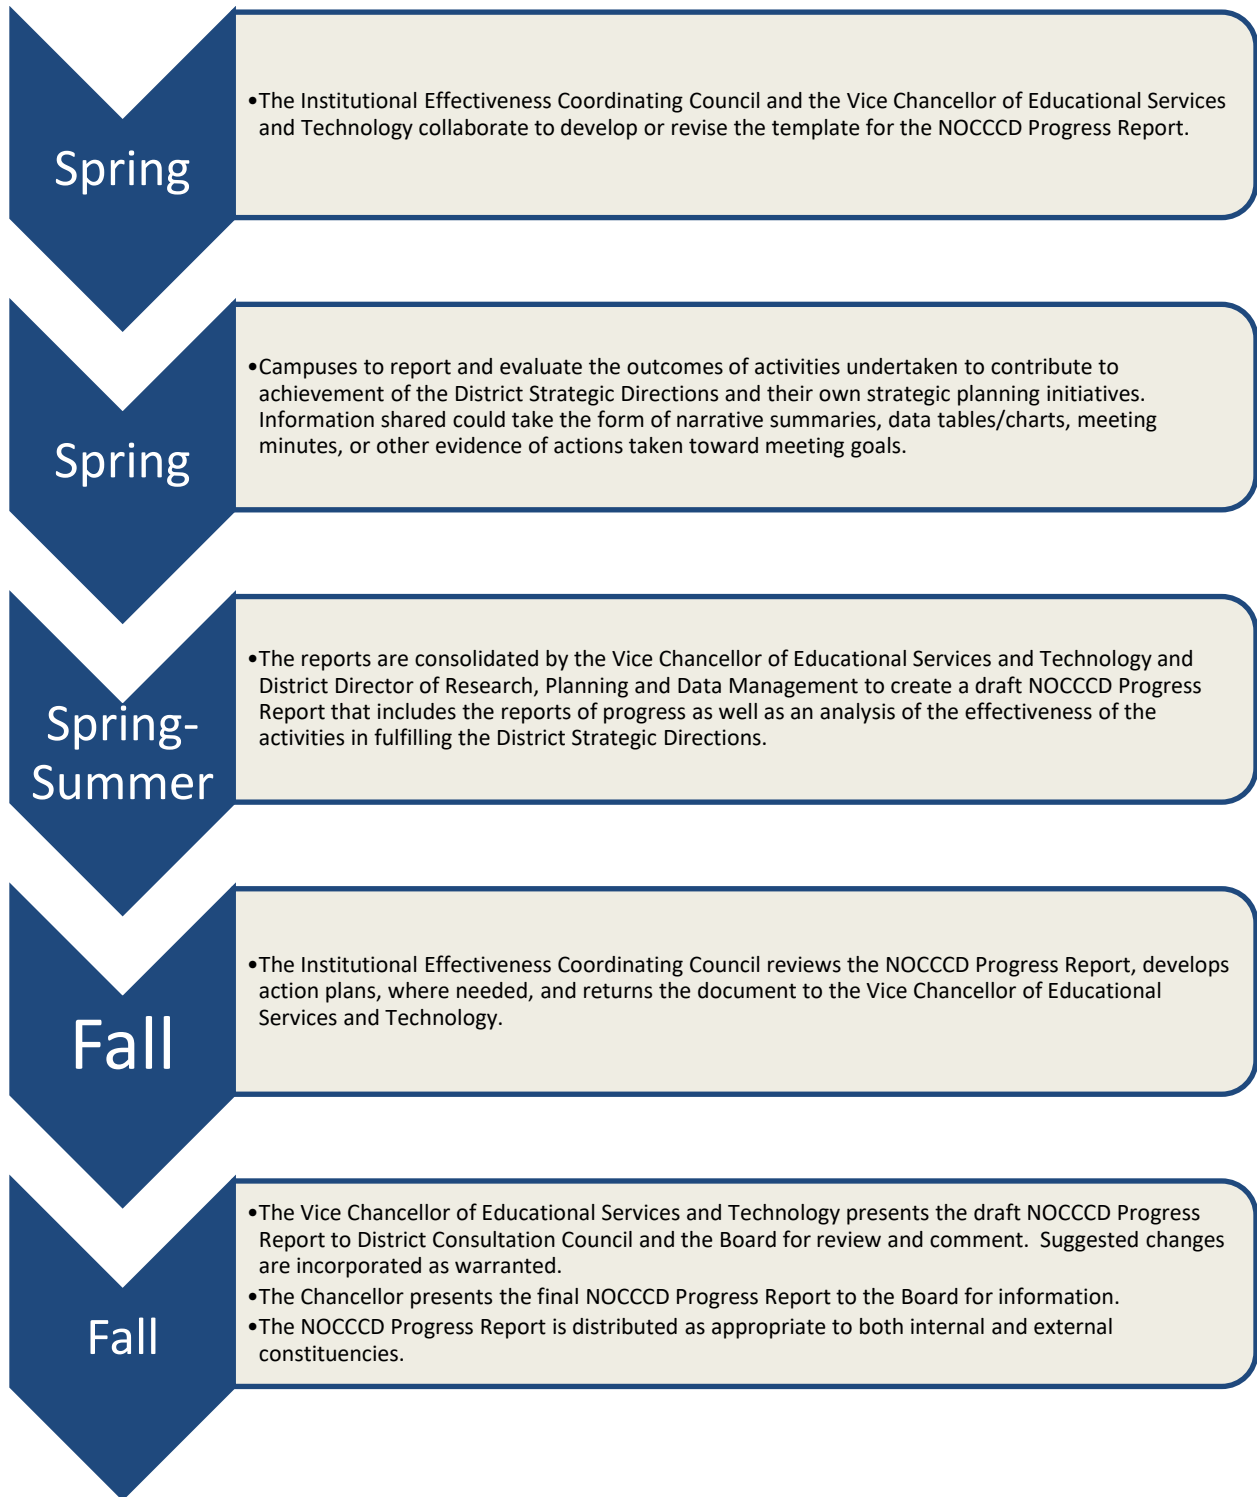 Spring
•The Institutional Effectiveness Coordinating Council and the Vice Chancellor of Educational Services
and Technology collaborate to develop or revise the template for the NOCCCD Progress Report.
Spring
•Campuses to report and evaluate the outcomes of activities undertaken to contribute to
achievement of the District Strategic Directions and their own strategic planning initiatives.
Information shared could take the form of narrative summaries, data tables/charts, meeting
minutes, or other evidence of actions taken toward meeting goals.
Spring-
Summer
•The reports are consolidated by the Vice Chancellor of Educational Services and Technology and
District Director of Research, Planning and Data Management to create a draft NOCCCD Progress
Report that includes the reports of progress as well as an analysis of the effectiveness of the
activities in fulfilling the District Strategic Directions.
Fall
•The Institutional Effectiveness Coordinating Council reviews the NOCCCD Progress Report, develops
action plans, where needed, and returns the document to the Vice Chancellor of Educational
Services and Technology.
Fall
•The Vice Chancellor of Educational Services and Technology presents the draft NOCCCD Progress
Report to District Consultation Council and the Board for review and comment.  Suggested changes
are incorporated as warranted.
•The Chancellor presents the final NOCCCD Progress Report to the Board for information.
•The NOCCCD Progress Report is distributed as appropriate to both internal and external
constituencies.